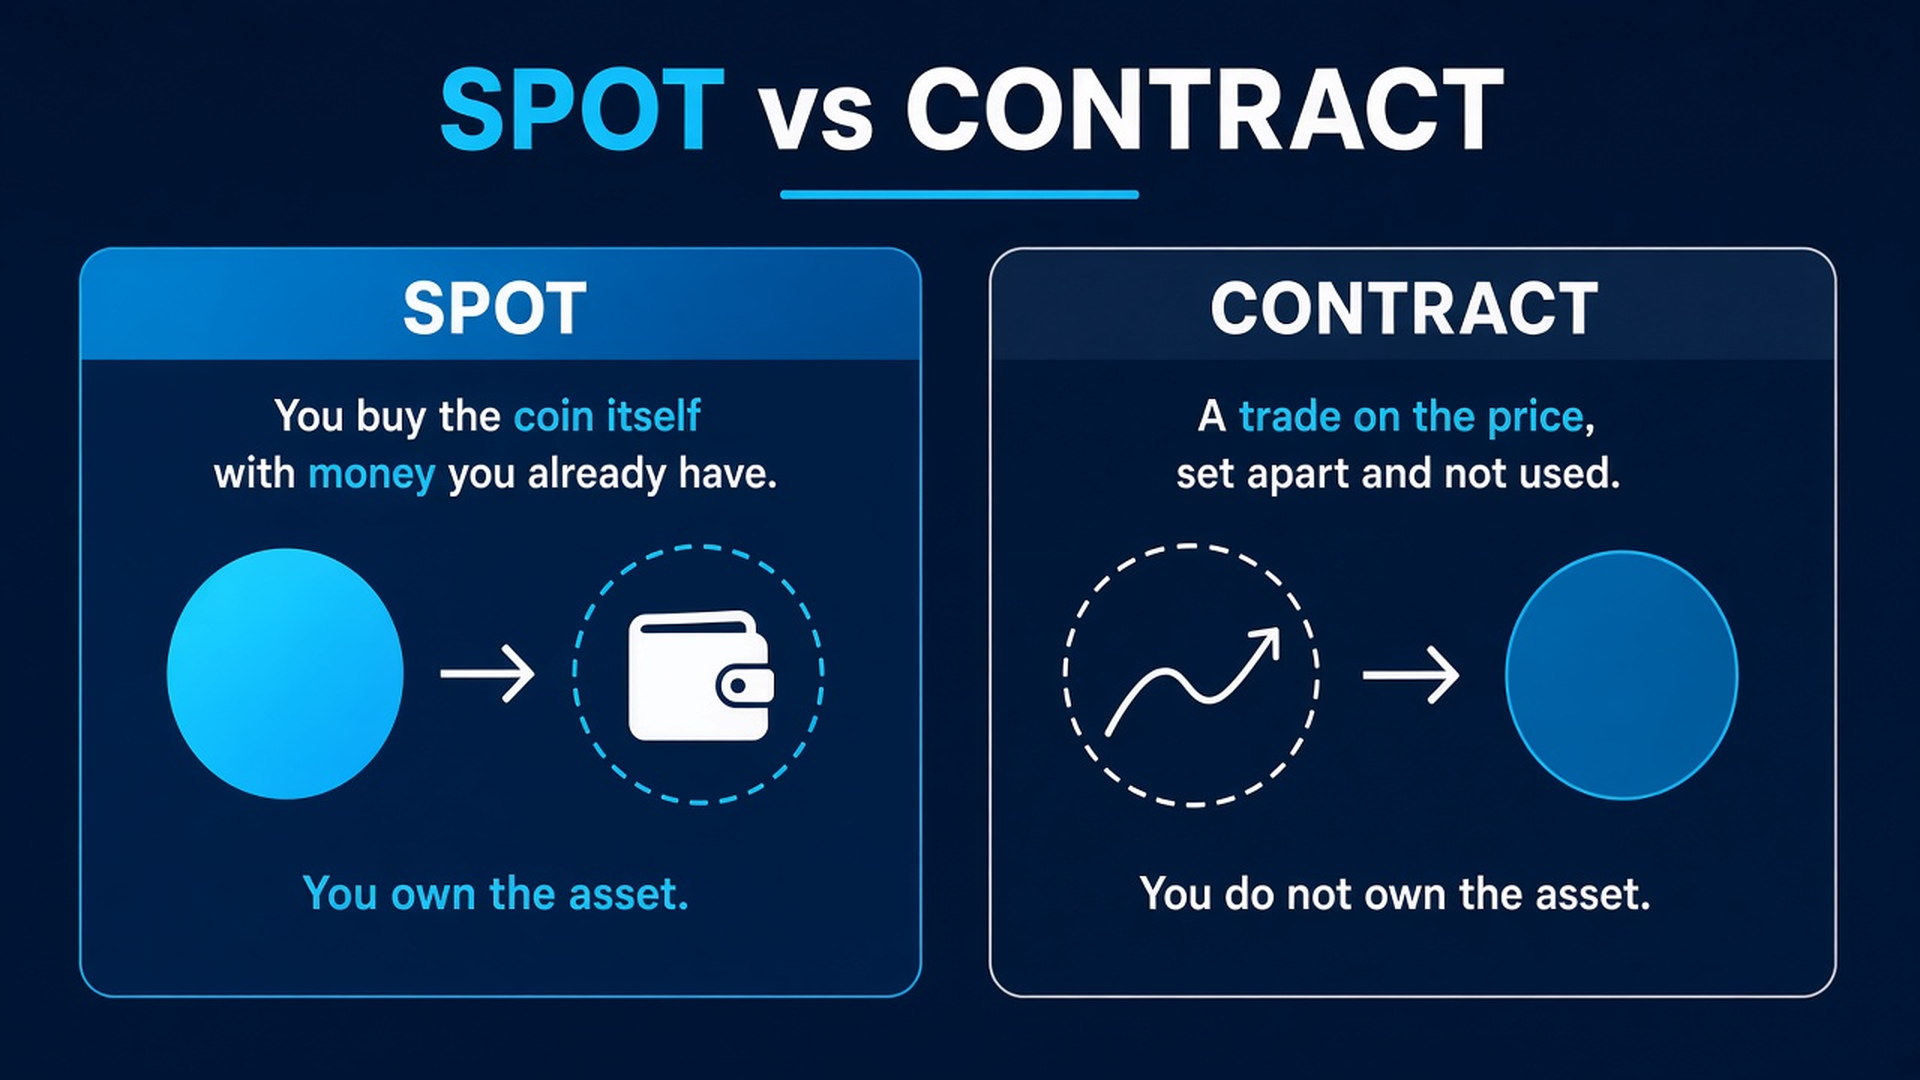 SPOT vs CONTRACT
SPOT
You buy the coin itself
with money you already have.
You own the asset.
CONTRACT
A trade on the price,
set apart and not used.
You do not own the asset.